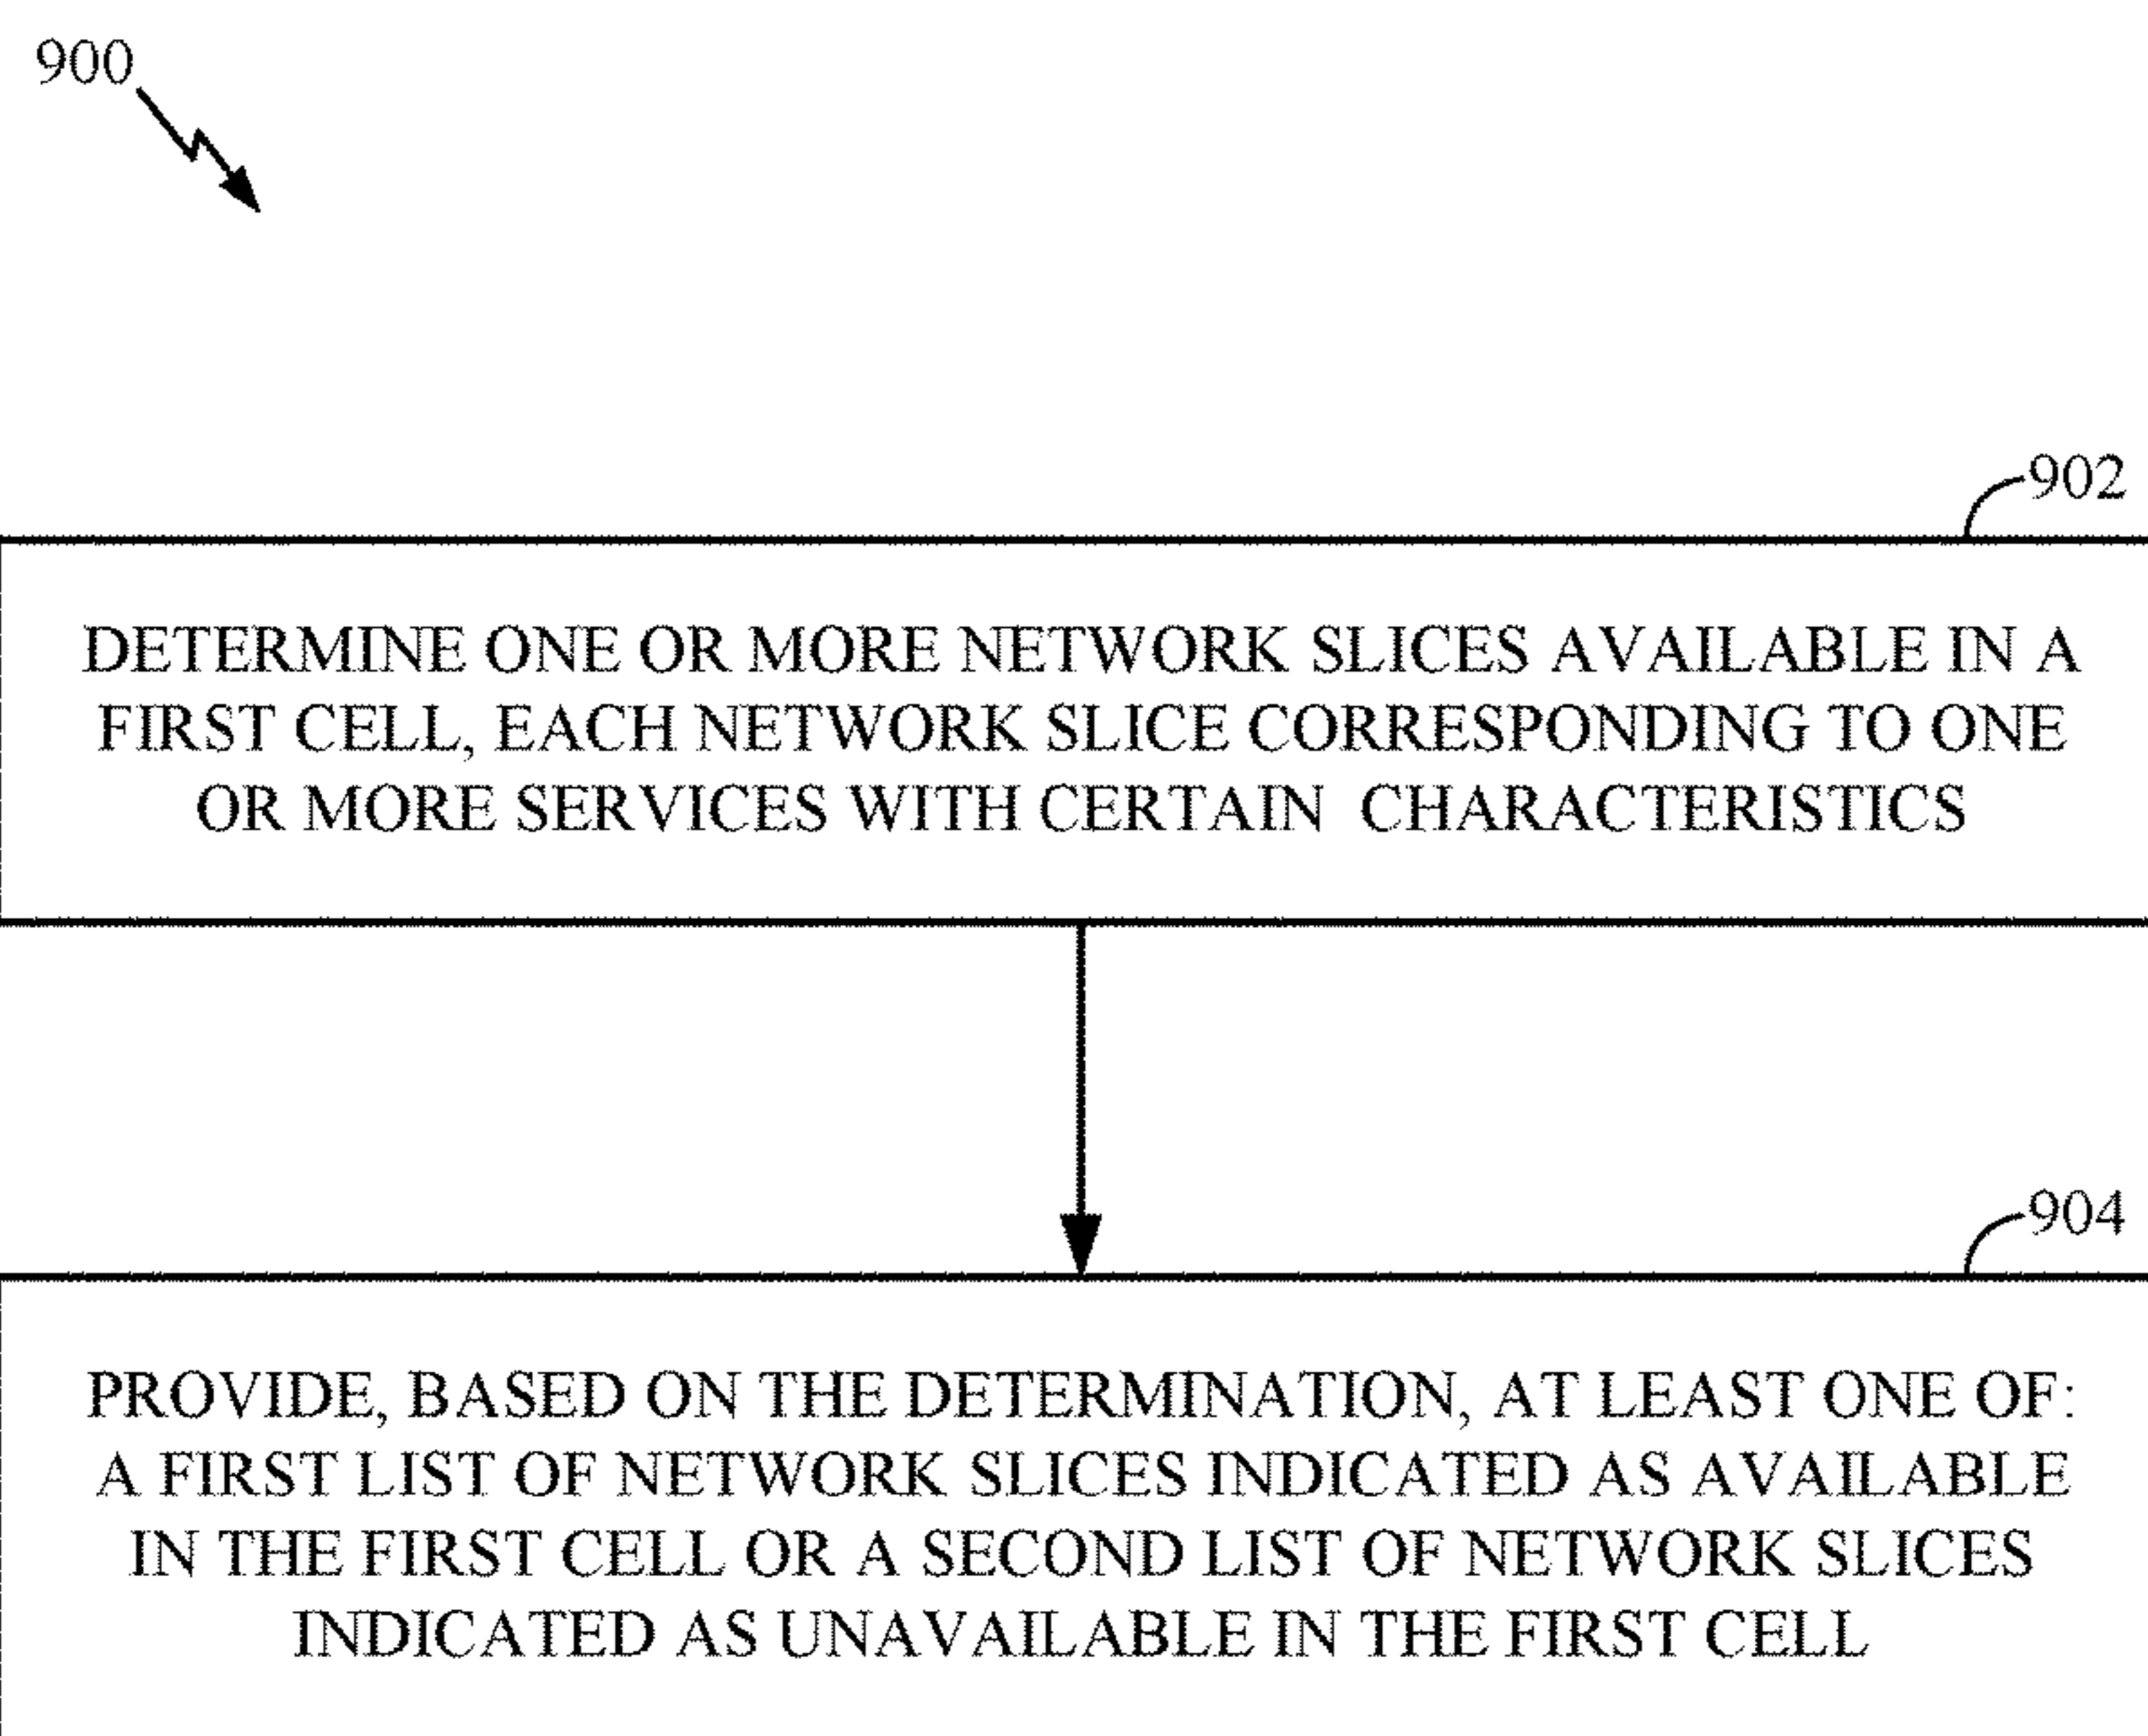 900
902
DETERMINE ONE OR MORE NETWORK SLICES AVAILABLE IN A
FIRST CELL, EACH NETWORK SLICE CORRESPONDING TO ONE
OR MORE SERVICES WITH CERTAIN CHARACTERISTICS
904
PROVIDE, BASED ON THE DETERMINATION, AT LEAST ONE OF:
A FIRST LIST OF NETWORK SLICES INDICATED AS AVAILABLE
IN THE FIRST CELL OR A SECOND LIST OF NETWORK SLICES
INDICATED AS UNAVAILABLE IN THE FIRST CELL